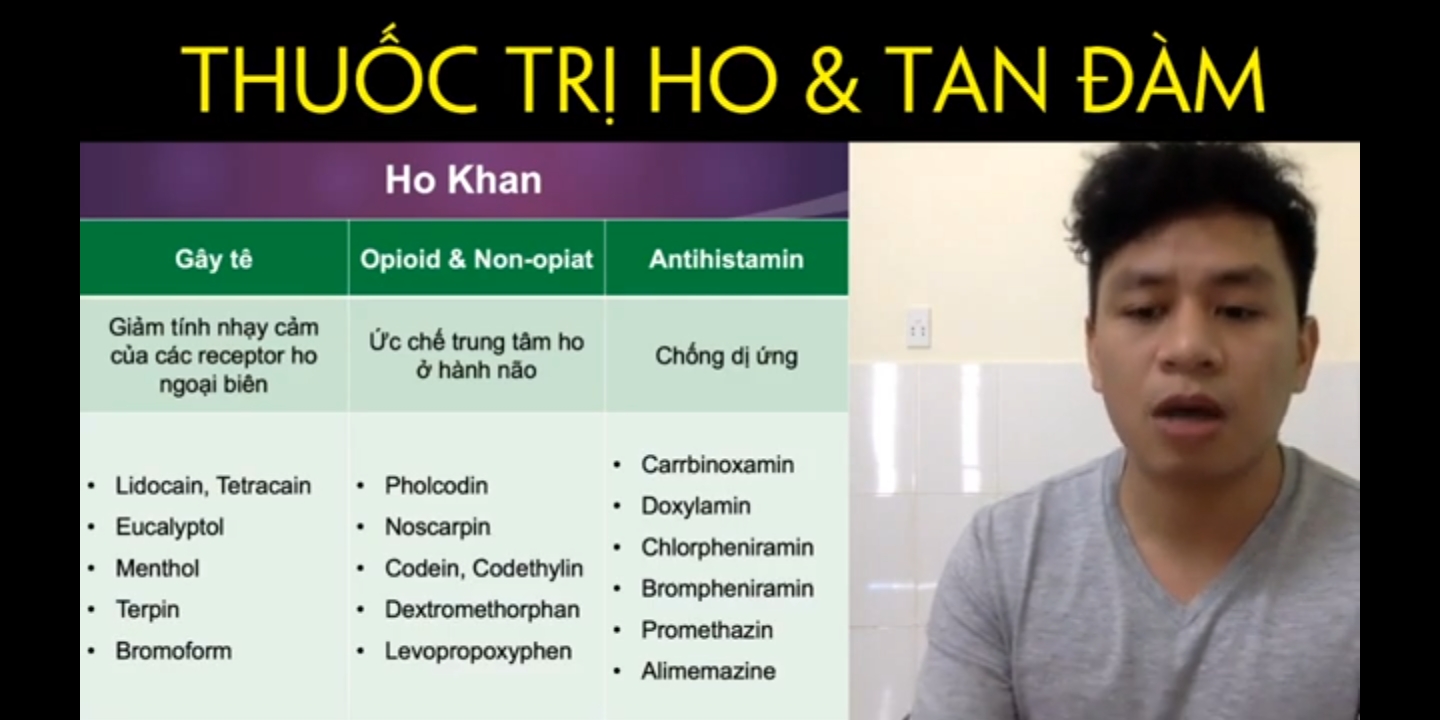 THUỐC TRỊ HO & TAN ĐÀM
Ho Khan
Gây tê
Opioid & Non-opiat
Antihistamin
Giảm tính nhạy cảm
của các receptor ho
ngoại biên
Ức chế trung tâm ho
ở hành não
Chống dị ứng
• Lidocain, Tetracain
• Eucalyptol
• Menthol
• Terpin
• Bromoform
• Pholcodin
• Noscarpin
• Codein, Codethylin
• Dextromethorphan
• Levopropoxyphen
• Carrbinoxamin
• Doxylamin
• Chlorpheniramin
• Brompheniramin
• Promethazin
• Alimemazine